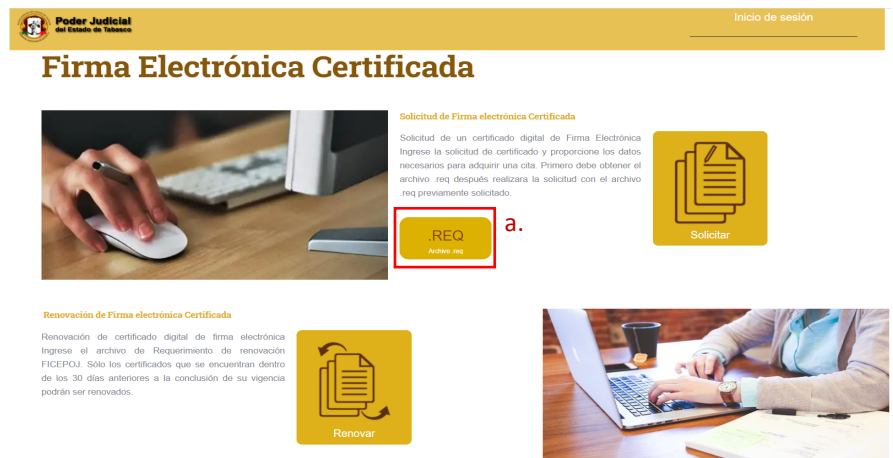 Poder Judicial
del Estado de Tabasco
Inicio de sesión
Firma Electrónica Certificada
Solicitud de Firma electrónica Certificada
Solicitud de un certificado digital de Firma Electrónica
Ingrese la solicitud de certificado y proporcione los datos
necesarios para adquirir una cita. Primero debe obtener el
archivo .req después realizara la solicitud con el archivo
.req previamente solicitado.
.REQ
Archivo .req
a.
Solicitar
Renovación de Firma electrónica Certificada
Renovación de certificado digital de firma electrónica
Ingrese el archivo de Requerimiento de renovación
FICEPOJ. Sólo los certificados que se encuentran dentro
de los 30 días anteriores a la conclusión de su vigencia
podrán ser renovados.
Renovar